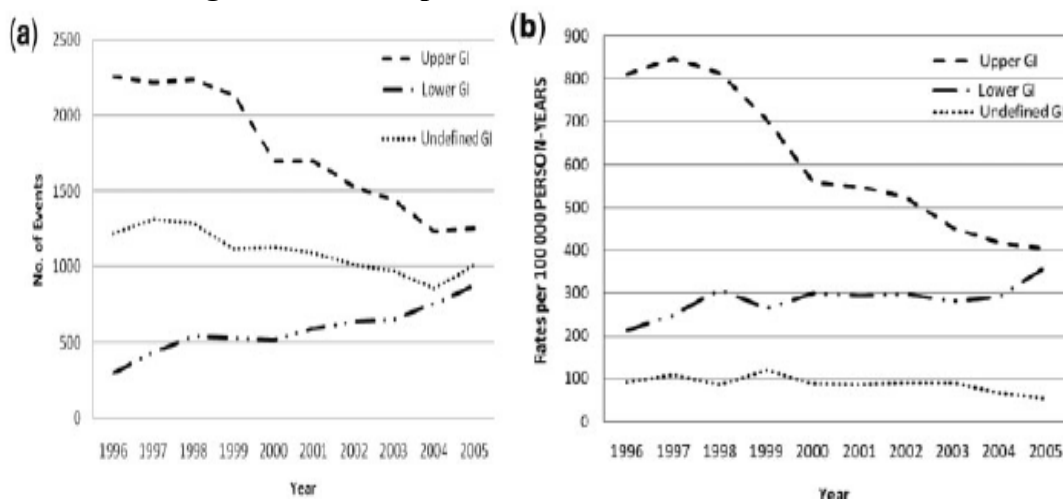 (a)
2500
2000
1500
1000
500
0
No. of Events
Upper GI
Lower GI
Undefined GI
1996 1997 1998 1999 2000 2001 2002 2003 2004 2005
Year
(b)
900
800
700
600
500
400
300
200
100
0
Rates per 100 000 PERSON-YEARS
Upper GI
Lower GI
Undefined G
1996 1997 1998 1999 2000 2001 2002 2003 2004 2005
Year